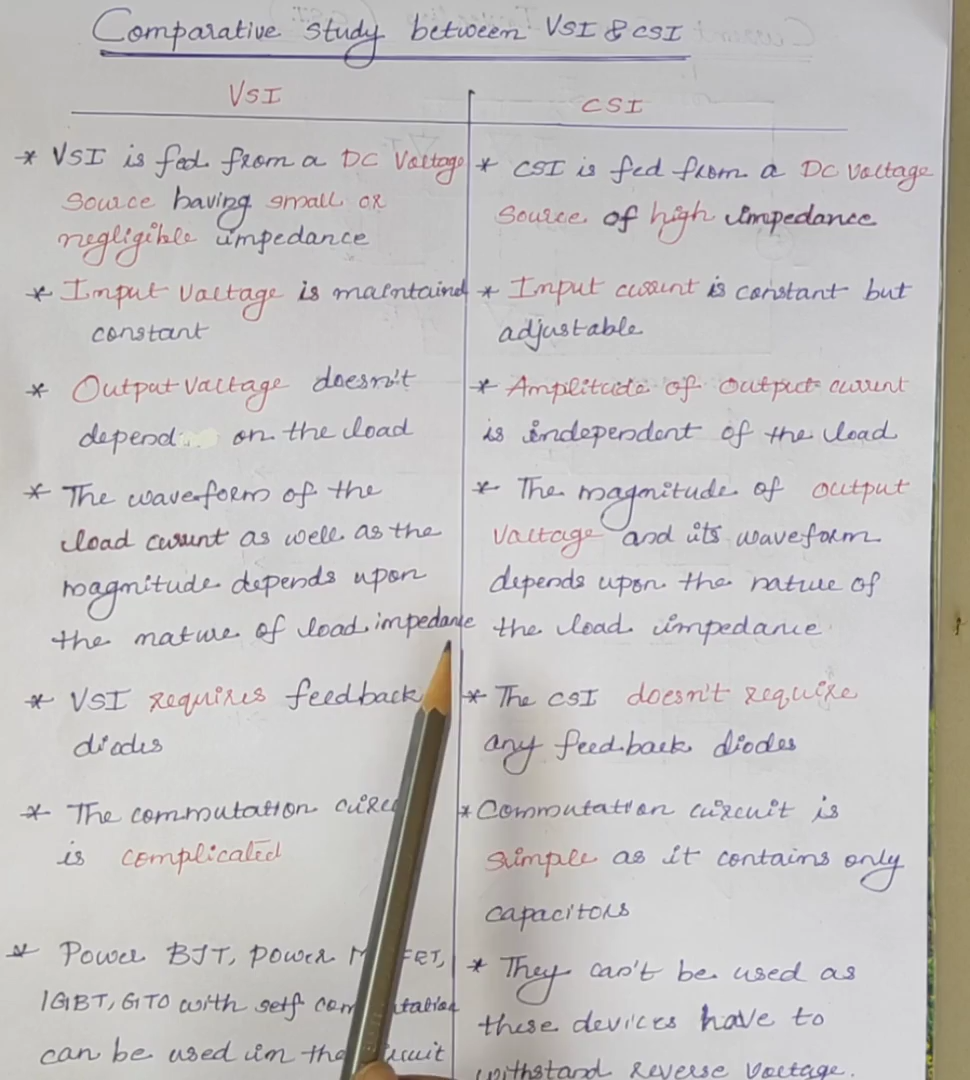 Comparative study between VSI & CSI
VSI
CSI
* VSI is fed from a DC Voltage
source having small or
negligible impedance
* Input Voltage is maintaind
constant
* Output Voltage doesn't
depend on the load
* The waveform of the
load current as well as the
magnitude depends upon
the nature of load impedance
* VSI requires feedback
diodes
* The commutation
is complicated
* Power BJT, power
IGBT, GTO with self
can be used in the
* CSI is fed from a DC Voltage
source of high impedance
* Input current is constant but
adjustable
* Amplitude of output current
is independent of the load
* The magnitude of output
Voltage and its waveform
depends upon the nature of
the load impedance
* The CSI doesn't require
any feedback diodes
* Commutation circuit is
simple as it contains only
capacitors
* They can't be used as
these devices have to
withstand reverse voltage.